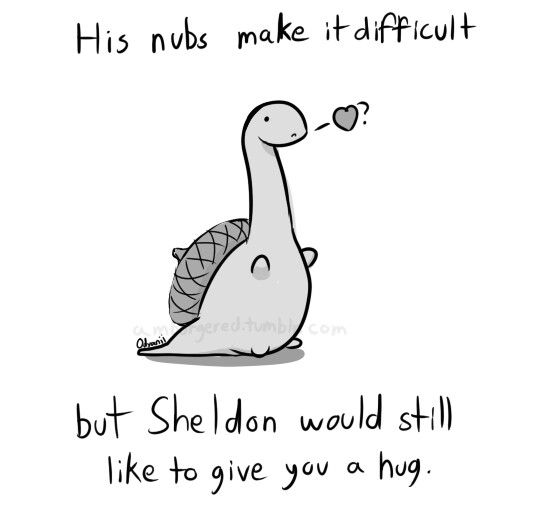 His nubs make it difficult
?
but Sheldon would still
like to give you a hug.